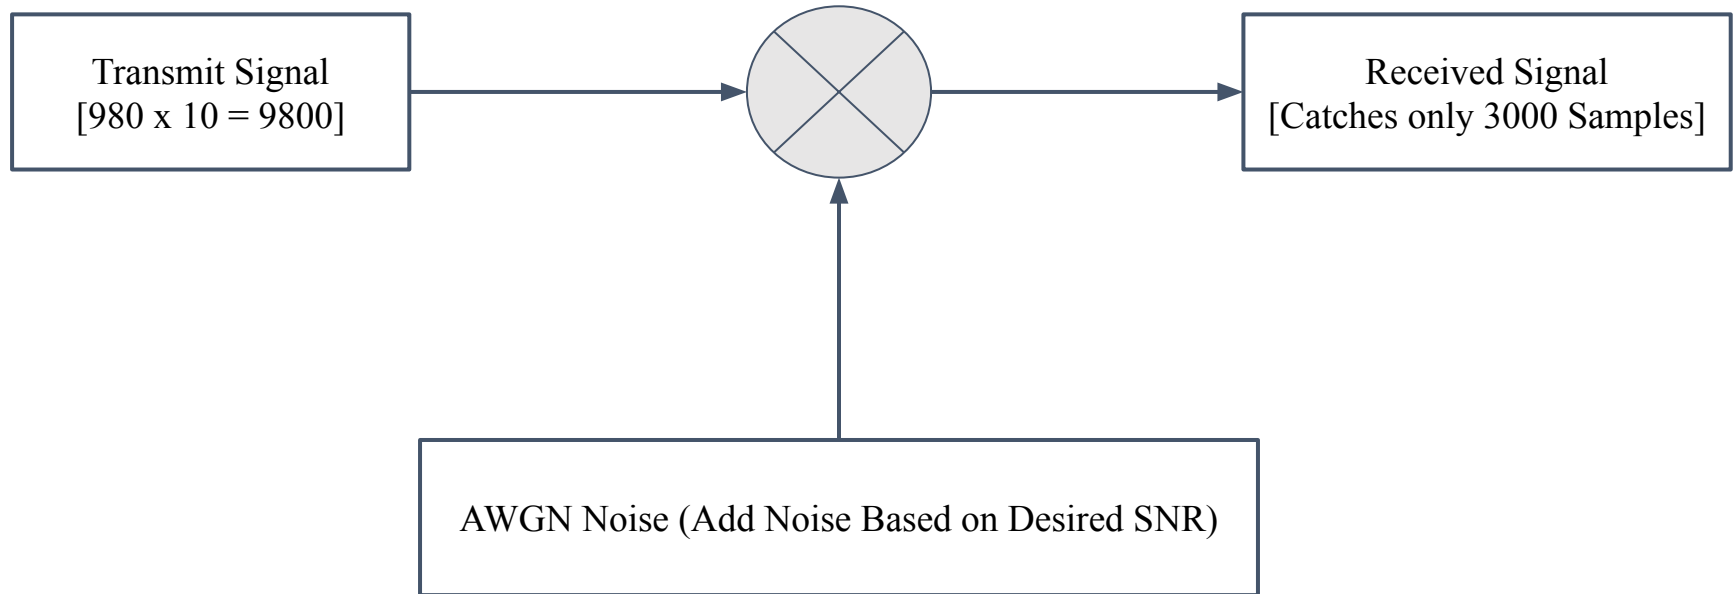 Transmit Signal
[980 x 10 = 9800]
Received Signal
[Catches only 3000 Samples]
AWGN Noise (Add Noise Based on Desired SNR)